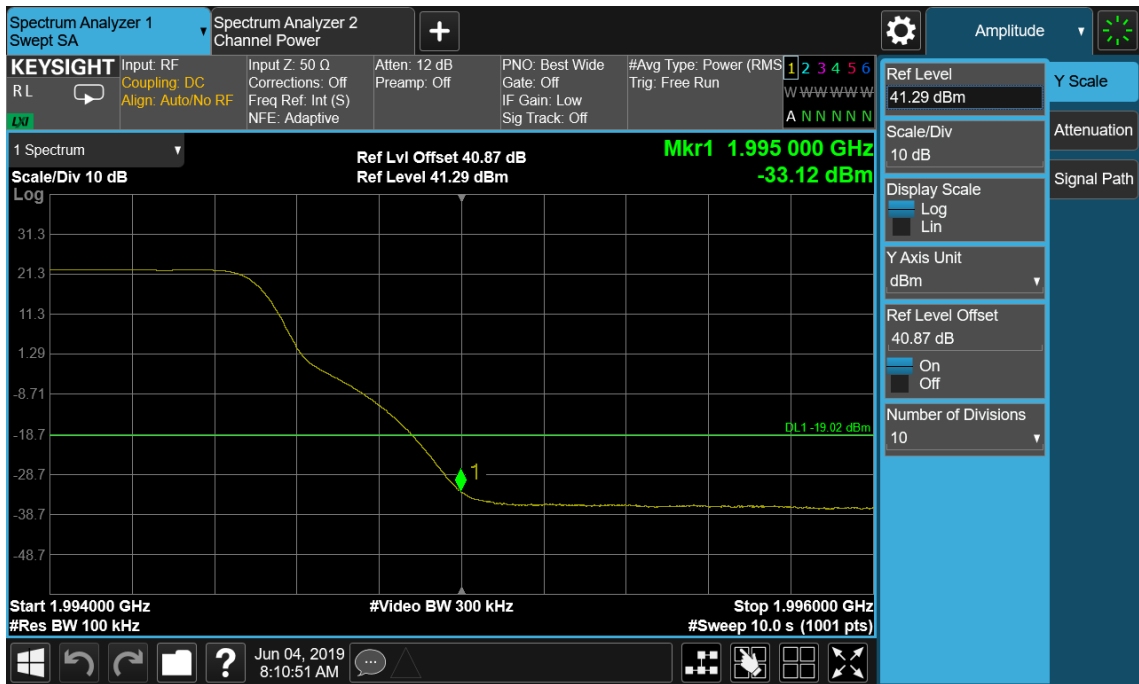 Spectrum Analyzer 1
Swept SA
Spectrum Analyzer 2
Channel Power
+
Amplitude
KEYSIGHT
R L
LXI
Input: RF
Coupling: DC
Align: Auto/No RF
Input Z: 50 Ω
Corrections: Off
Freq Ref: Int (S)
NFE: Adaptive
Atten: 12 dB
Preamp: Off
PNO: Best Wide
Gate: Off
IF Gain: Low
Sig Track: Off
#Avg Type: Power (RMS
Trig: Free Run
1 2 3 4 5 6
W W W W W W
A N N N N N
1 Spectrum
Scale/Div 10 dB
Log
Ref Lvl Offset 40.87 dB
Ref Level 41.29 dBm
Mkr1 1.995 000 GHz
-33.12 dBm
31.3
21.3
11.3
1.29
-8.71
-18.7
-28.7
-38.7
-48.7
DL1 -19.02 dBm
1
Start 1.994000 GHz
#Video BW 300 kHz
Stop 1.996000 GHz
#Res BW 100 kHz
#Sweep 10.0 s (1001 pts)
Ref Level
41.29 dBm
Scale/Div
10 dB
Display Scale
Log
Lin
Y Axis Unit
dBm
Ref Level Offset
40.87 dB
On
Off
Number of Divisions
10
Y Scale
Attenuation
Signal Path
?
Jun 04, 2019
8:10:51 AM